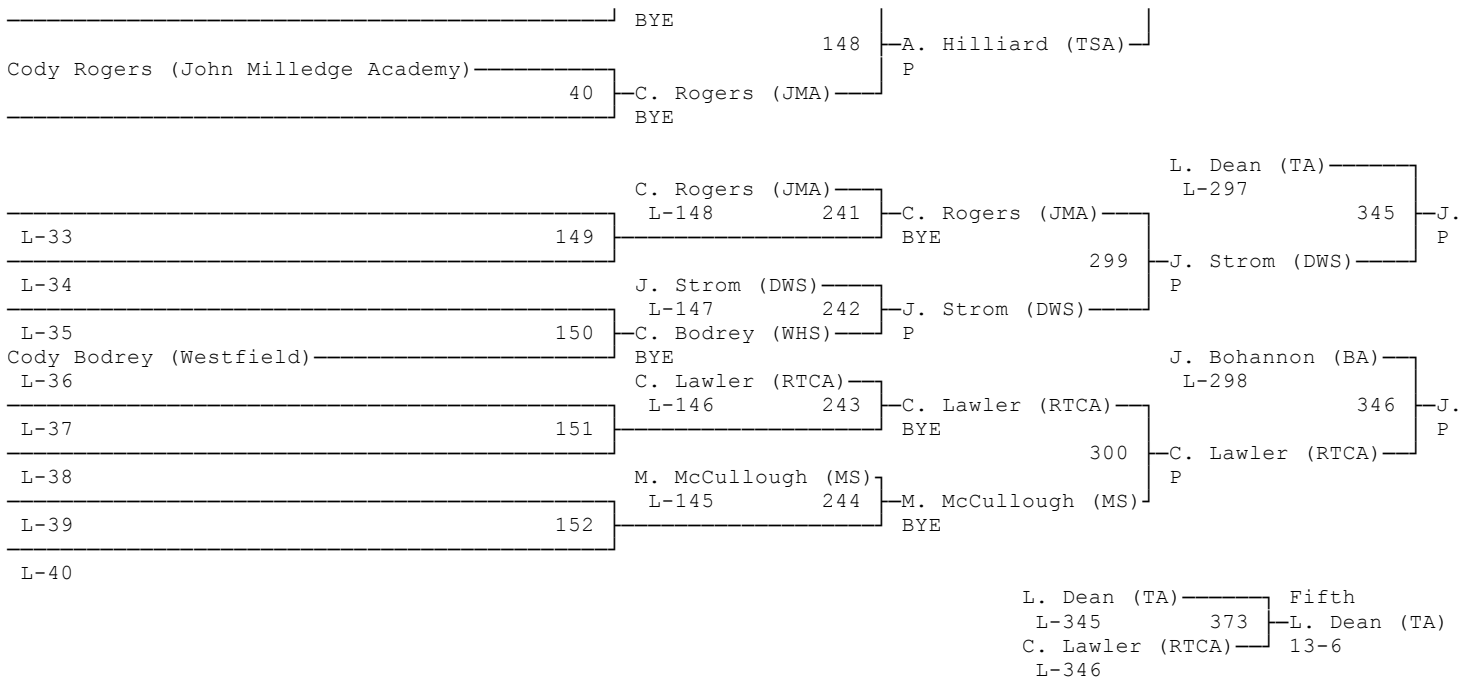 BYE
148 A. Hilliard (TSA)
Cody Rogers (John Milledge Academy) P
40 C. Rogers (JMA)
BYE
L. Dean (TA)
C. Rogers (JMA) L-297
L-148 241 C. Rogers (JMA) 345 J.
L-33 149 BYE P
299 J. Strom (DWS)
L-34 J. Strom (DWS) P
L-147 242 J. Strom (DWS)
L-35 150 C. Bodrey (WHS) P
Cody Bodrey (Westfield) BYE J. Bohannon (BA)
L-36 C. Lawler (RTCA) L-298
L-146 243 C. Lawler (RTCA) 346 J.
L-37 151 BYE P
300 C. Lawler (RTCA)
L-38 M. McCullough (MS) P
L-145 244 M. McCullough (MS)
L-39 152 BYE
L-40
L. Dean (TA) Fifth
L-345 373 L. Dean (TA)
C. Lawler (RTCA) 13-6
L-346